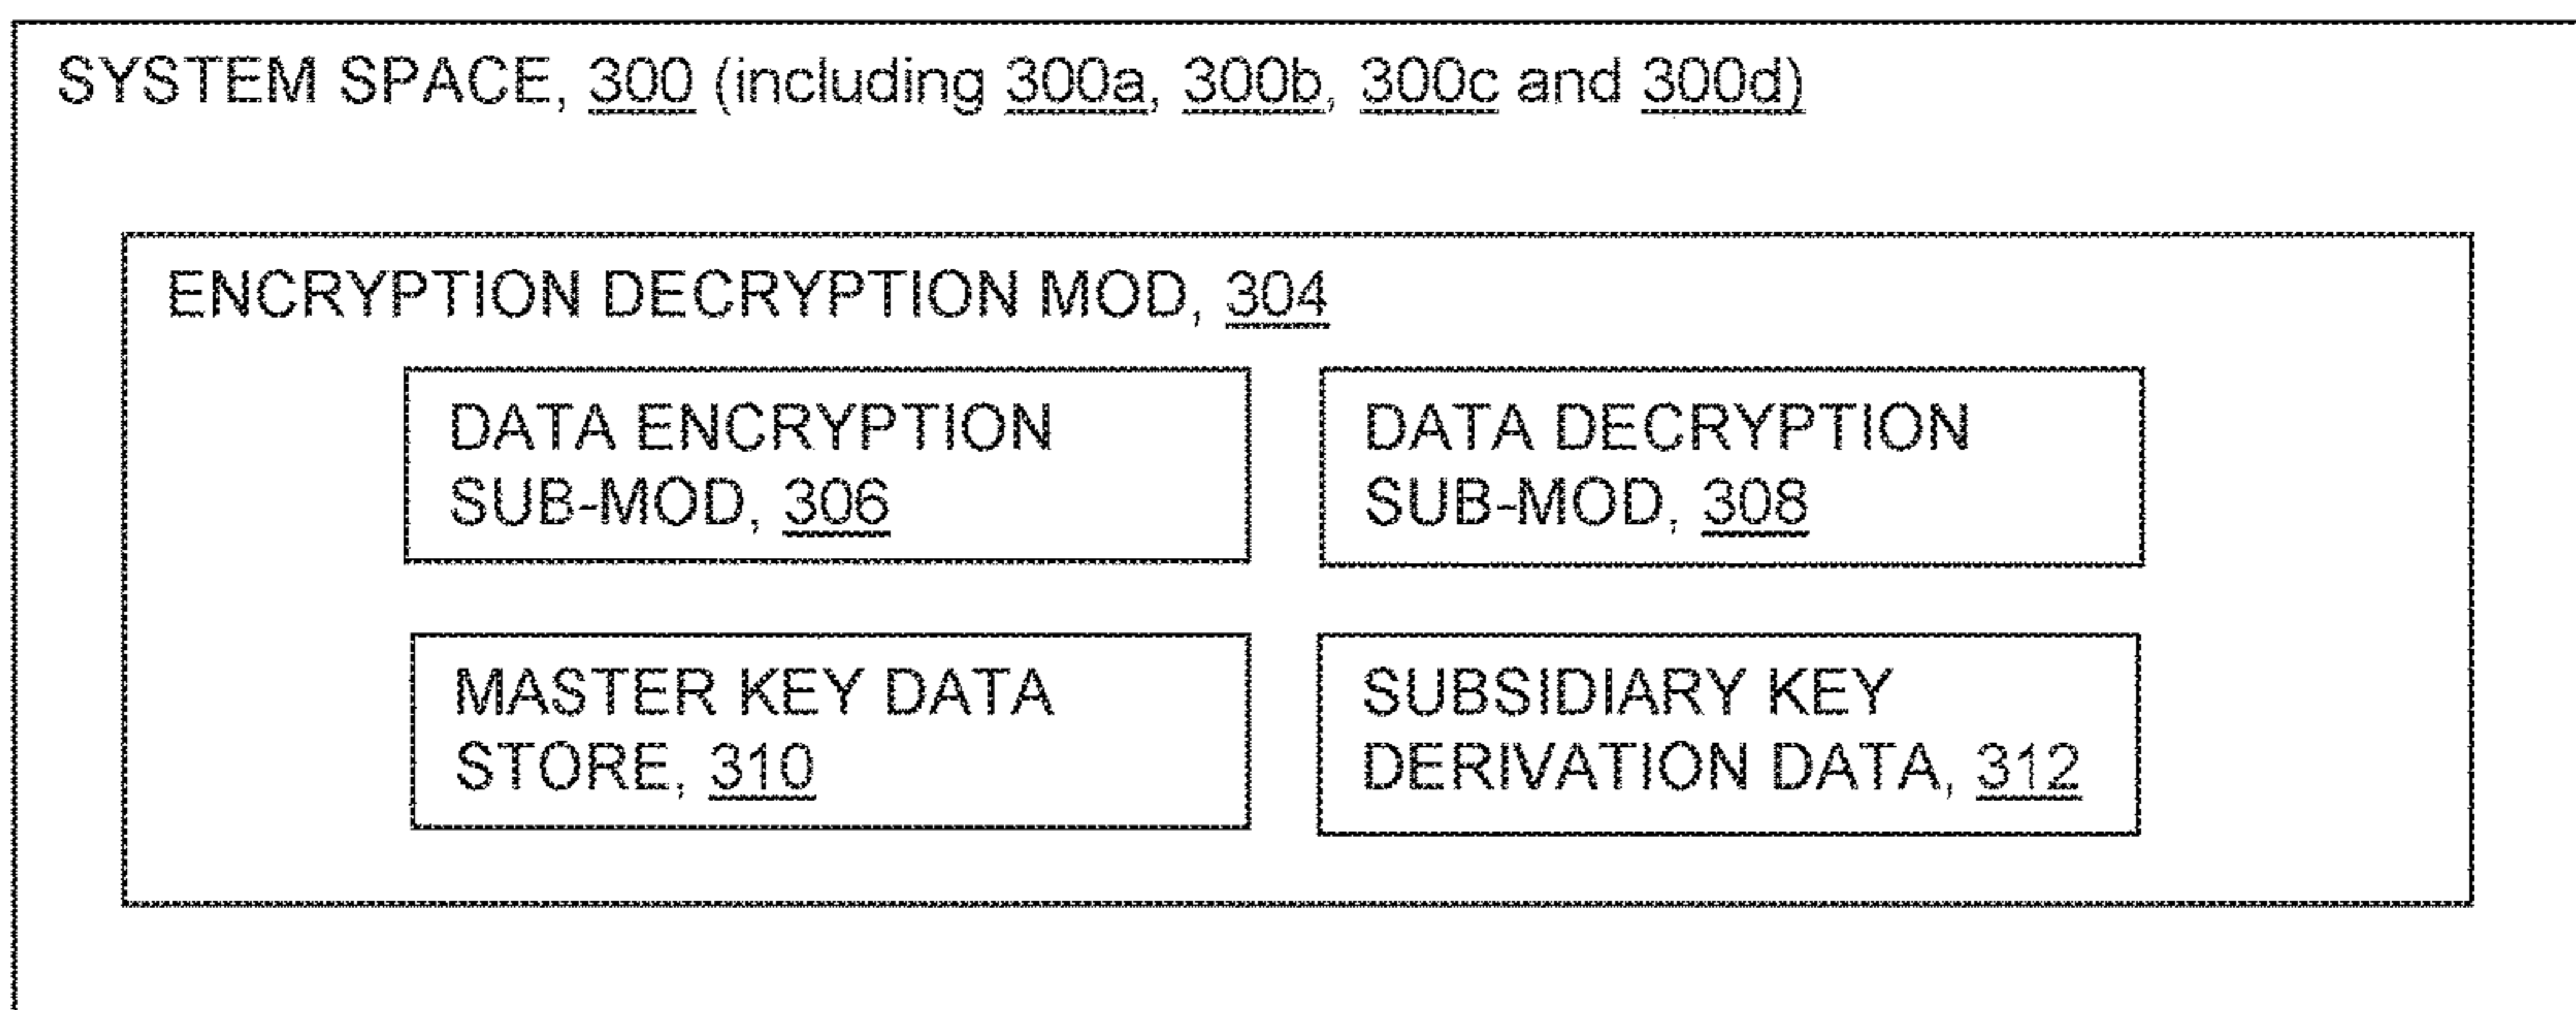 SYSTEM SPACE, 300 (including 300a, 300b, 300c and 300d)
ENCRYPTION DECRYPTION MOD, 304
DATA ENCRYPTION
SUB-MOD, 306
DATA DECRYPTION
SUB-MOD, 308
MASTER KEY DATA
STORE, 310
SUBSIDIARY KEY
DERIVATION DATA, 312